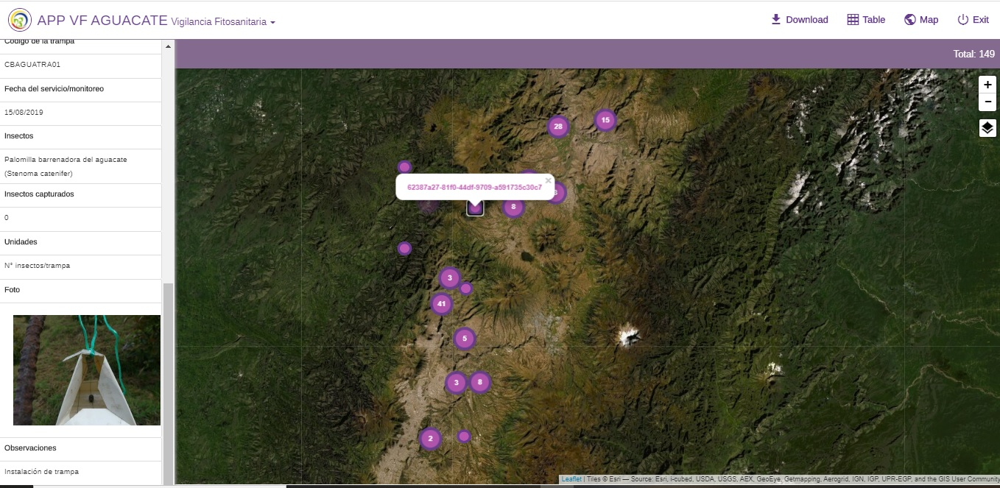 APP VF AGUACATE Vigilancia Fitosanitaria
Download
Table
Map
Exit
Código de la trampa
CBAGUATRA01
Fecha del servicio/monitoreo
15/08/2019
Insectos
Palomilla barrenadora del aguacate
(Stenoma catenifer)
Insectos capturados
0
Unidades
N° insectos/trampa
Foto
Observaciones
Instalación de trampa
Total: 149
+
−
28
15
62387a27-81f0-44df-9709-a591735c30c7
×
8
3
41
5
3
8
2
Leaflet | Tiles © Esri — Source: Esri, i-cubed, USDA, USGS, AEX, GeoEye, Getmapping, Aerogrid, IGN, IGP, UPR-EGP, and the GIS User Community